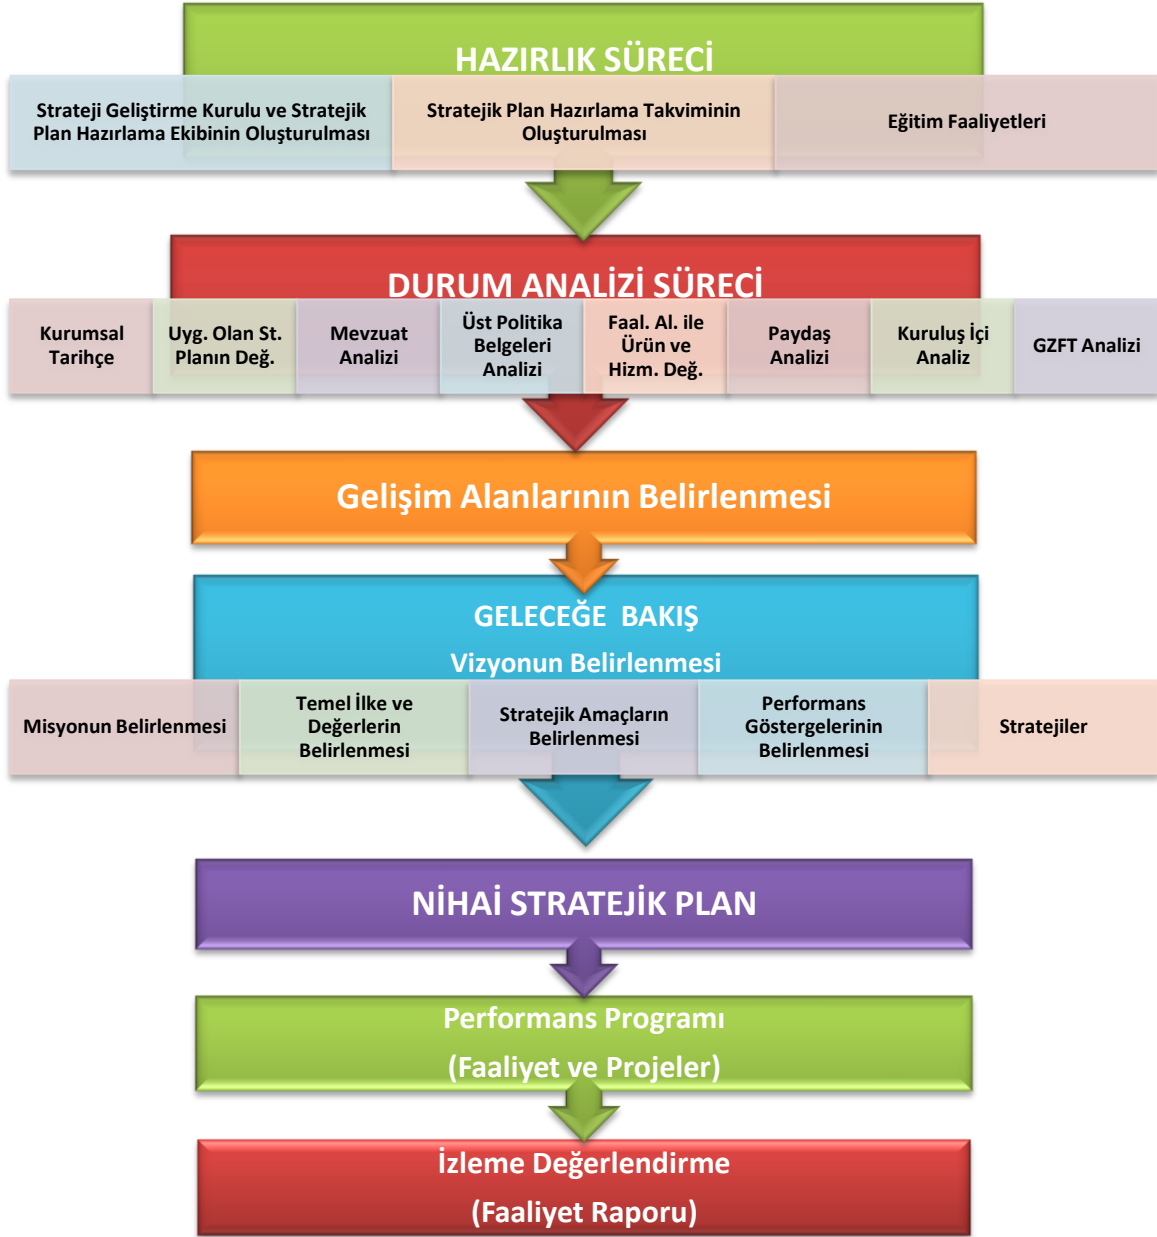 HAZIRLIK SÜRECİ
Strateji Geliştirme Kurulu ve Stratejik
Plan Hazırlama Ekibinin Oluşturulması
Stratejik Plan Hazırlama Takviminin
Oluşturulması
Eğitim Faaliyetleri
DURUM ANALİZİ SÜRECİ
Kurumsal
Tarihçe
Uyg. Olan St.
Planın Değ.
Mevzuat
Analizi
Üst Politika
Belgeleri
Analizi
Faal. Al. ile
Ürün ve
Hizm. Değ.
Paydaş
Analizi
Kuruluş İçi
Analiz
GZFT Analizi
Gelişim Alanlarının Belirlenmesi
GELECEĞE BAKIŞ
Vizyonun Belirlenmesi
Misyonun Belirlenmesi
Temel İlke ve
Değerlerin
Belirlenmesi
Stratejik Amaçların
Belirlenmesi
Performans
Göstergelerinin
Belirlenmesi
Stratejiler
NİHAİ STRATEJİK PLAN
Performans Programı
(Faaliyet ve Projeler)
İzleme Değerlendirme
(Faaliyet Raporu)